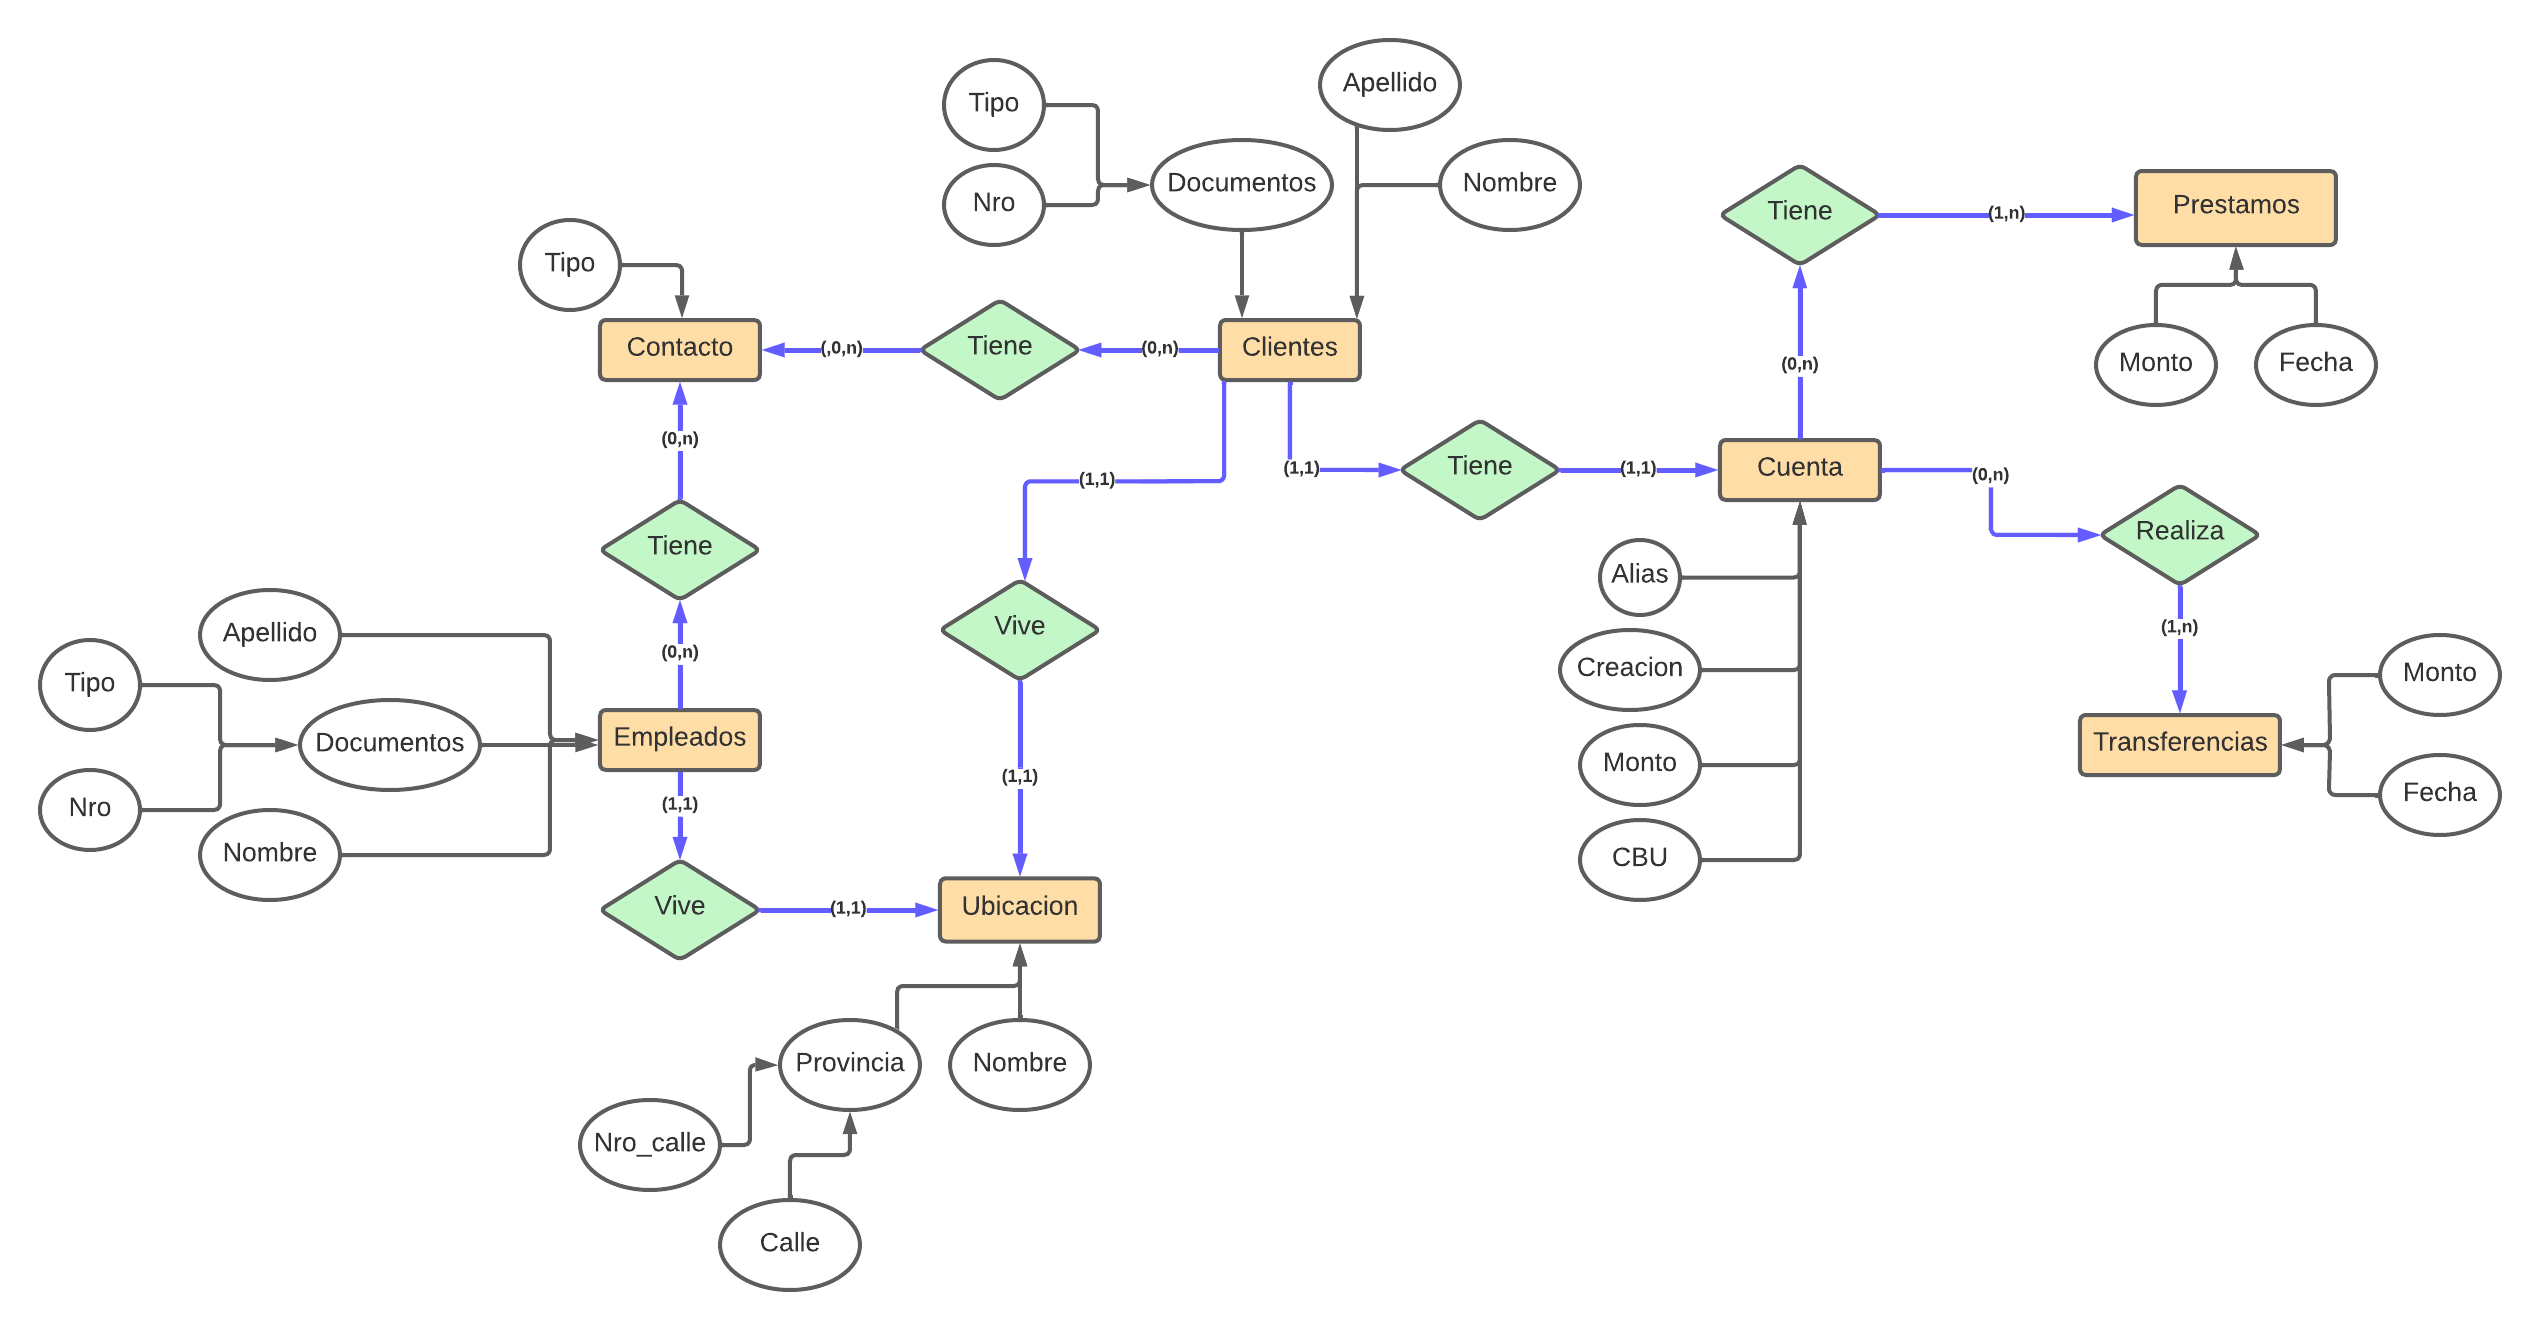 Apellido
Tipo
Documentos
Nombre
Nro
Tiene
(1,n)
Prestamos
Tipo
Contacto
(,0,n)
Tiene
(0,n)
Clientes
(0,n)
Monto
Fecha
(0,n)
(1,1)
(1,1)
Tiene
(1,1)
Cuenta
(0,n)
Tiene
Realiza
Alias
Apellido
(0,n)
Vive
(1,n)
Creacion
Tipo
Documentos
Empleados
Monto
Transferencias
Monto
Nro
(1,1)
(1,1)
Fecha
Nombre
CBU
Vive
(1,1)
Ubicacion
Provincia
Nombre
Nro_calle
Calle